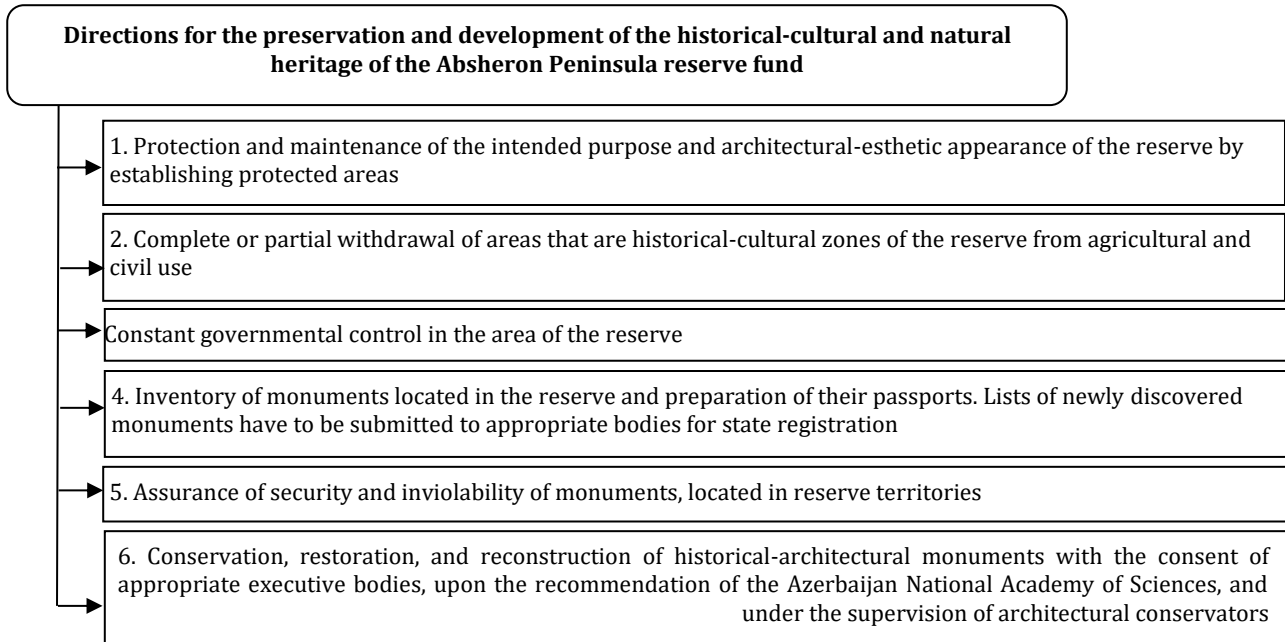 Directions for the preservation and development of the historical-cultural and natural
heritage of the Absheron Peninsula reserve fund
1. Protection and maintenance of the intended purpose and architectural-esthetic appearance of the reserve by
establishing protected areas
2. Complete or partial withdrawal of areas that are historical-cultural zones of the reserve from agricultural and
civil use
Constant governmental control in the area of the reserve
4. Inventory of monuments located in the reserve and preparation of their passports. Lists of newly discovered
monuments have to be submitted to appropriate bodies for state registration
5. Assurance of security and inviolability of monuments, located in reserve territories
6. Conservation, restoration, and reconstruction of historical-architectural monuments with the consent of
appropriate executive bodies, upon the recommendation of the Azerbaijan National Academy of Sciences, and
under the supervision of architectural conservators